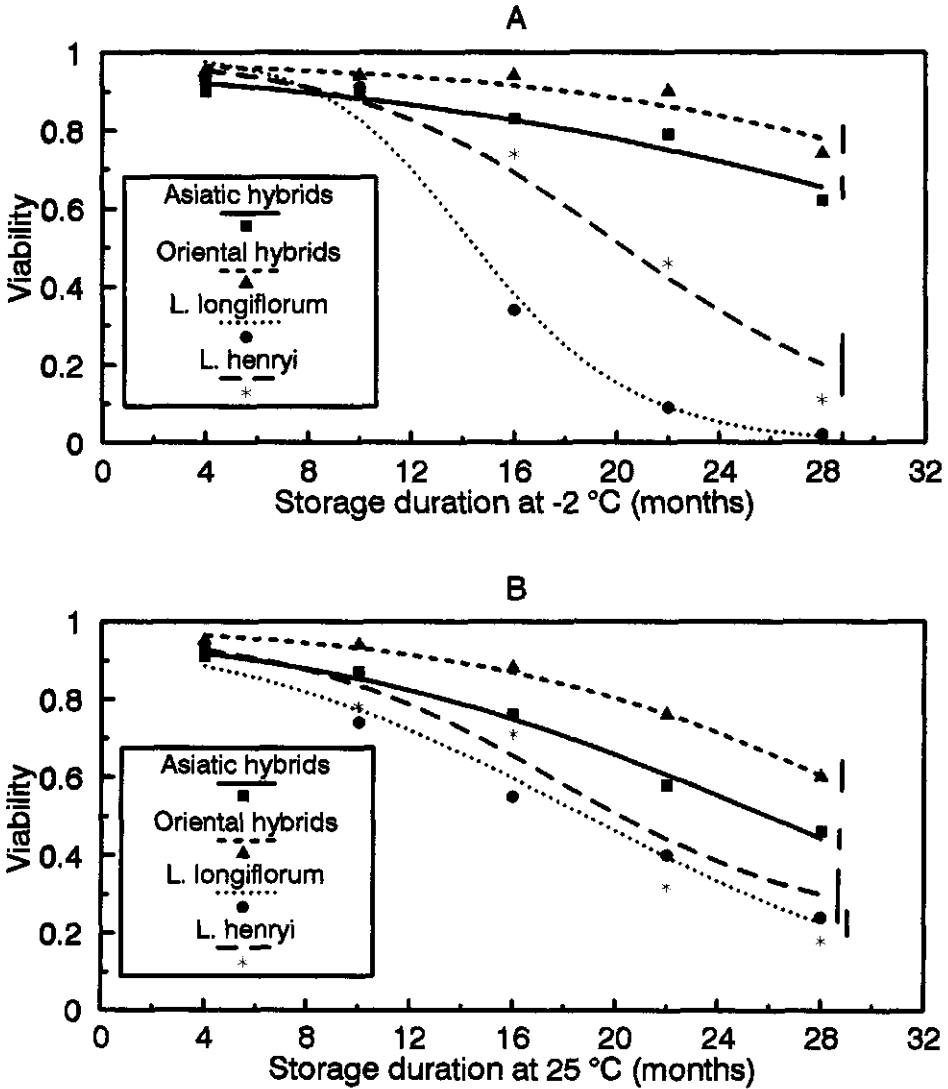 A
1
0.8
0.6
0.4
0.2
0
Viability
Asiatic hybrids
Oriental hybrids
L. longiflorum
L. henryi
0 4 8 12 16 20 24 28 32
Storage duration at -2 °C (months)
B
1
0.8
0.6
0.4
0.2
0
Viability
Asiatic hybrids
Oriental hybrids
L. longiflorum
L. henryi
0 4 8 12 16 20 24 28 32
Storage duration at 25 °C (months)